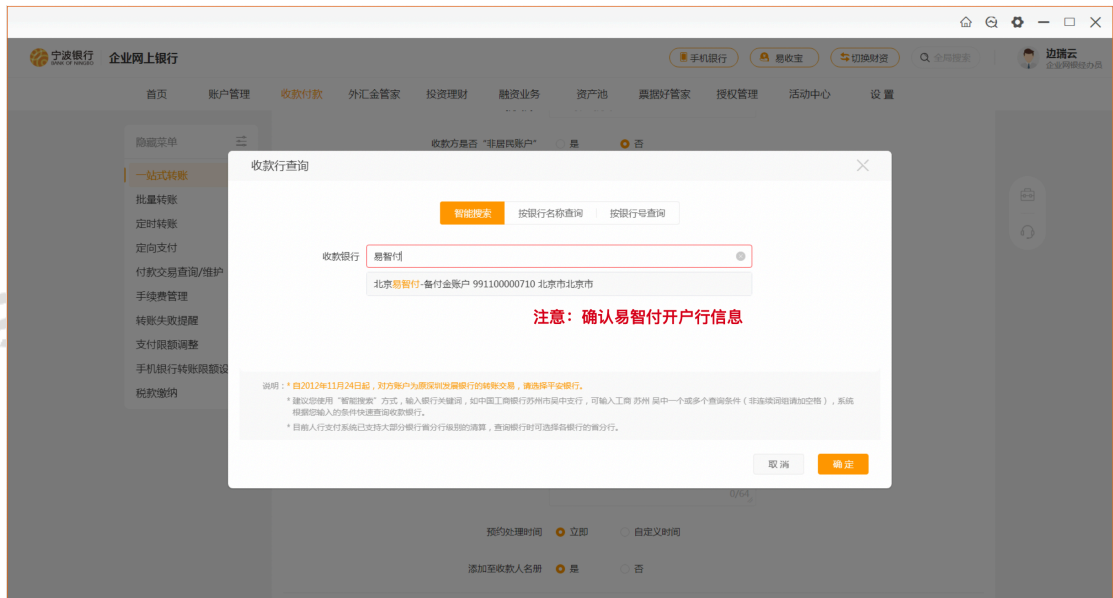 宁波银行 企业网上银行
BANK OF NINGBO
手机银行 易收宝 切换财资 全局搜索 边瑞云
企业网银经办员
首页 账户管理 收款付款 外汇金管家 投资理财 融资业务 资产池 票据好管家 授权管理 活动中心 设置
隐藏菜单
收款方是否“非居民账户” 是 否
一站式转账
批量转账
定时转账
定向支付
付款交易查询/维护
手续费管理
转账失败提醒
支付限额调整
手机银行转账限额设
税款缴纳
收款行查询
智能搜索 按银行名称查询 按银行号查询
收款银行 易智付
北京易智付-备付金账户 991100000710 北京市北京市
注意：确认易智付开户行信息
说明：* 自2012年11月24日起，对方账户为原深圳发展银行的转账交易，请选择平安银行。
* 建议您使用“智能搜索”方式，输入银行关键词，如中国工商银行苏州市吴中支行，可输入工商 苏州 吴中一个或多个查询条件（非连续词组请加空格），系统
根据您输入的条件快速查询收款银行。
* 目前人行支付系统已支持大部分银行省分行级别的清算，查询银行时可选择各银行的省分行。
取消 确定
0/64
预约处理时间 立即 自定义时间
添加至收款人名册 是 否